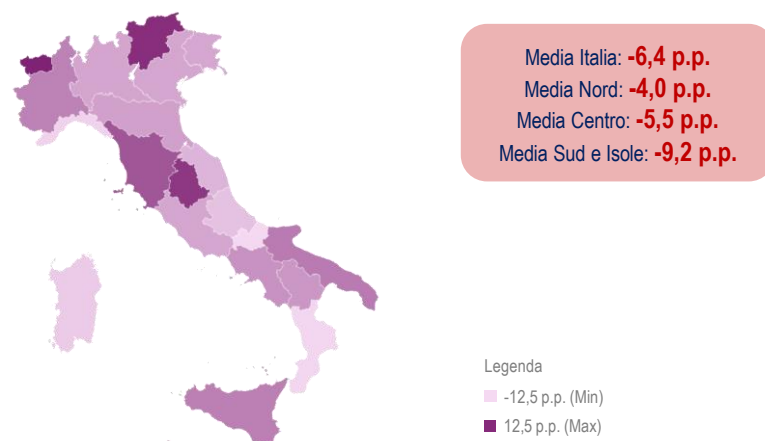 Media Italia: -6,4 p.p.
Media Nord: -4,0 p.p.
Media Centro: -5,5 p.p.
Media Sud e Isole: -9,2 p.p.
Legenda
-12,5 p.p. (Min)
12,5 p.p. (Max)